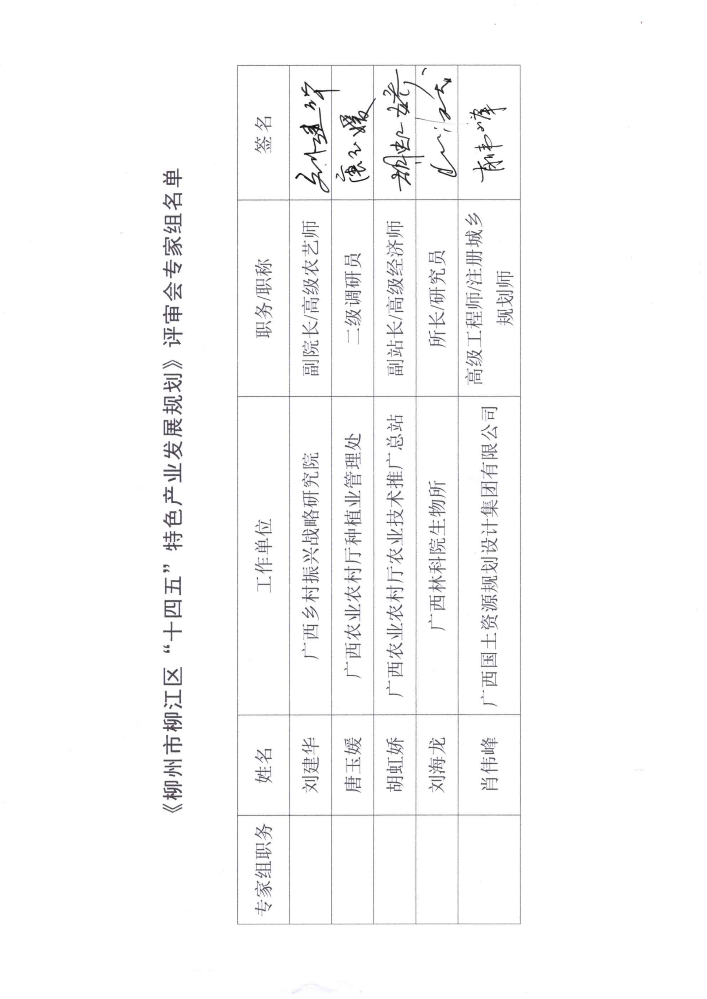 《柳州市柳江区“十四五”特色产业发展规划》评审会专家组名单
专家组职务 姓名 工作单位 职务/职称 签名
刘建华 广西乡村振兴战略研究院 副院长/高级农艺师 刘建华
唐玉媛 广西农业农村厅种植业管理处 二级调研员 唐玉媛
胡虹娇 广西农业农村厅农业技术推广总站 副站长/高级经济师 胡虹娇
刘海龙 广西林科院生物所 所长/研究员
肖伟峰 广西国土资源规划设计集团有限公司 高级工程师/注册城乡
规划师 肖伟峰